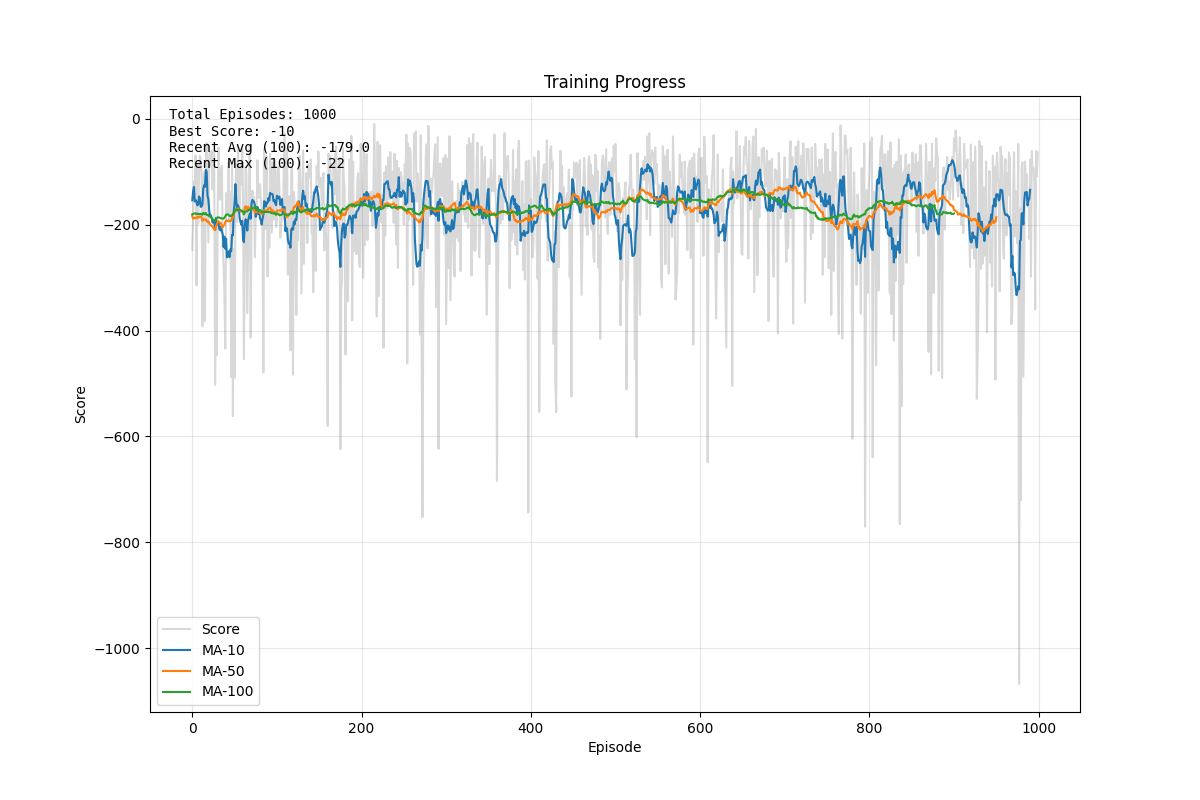 Training Progress
Total Episodes: 1000
Best Score: -10
Recent Avg (100): -179.0
Recent Max (100): -22
0
−200
−400
−600
−800
−1000
Score
Score
MA-10
MA-50
MA-100
0
200
400
600
800
1000
Episode